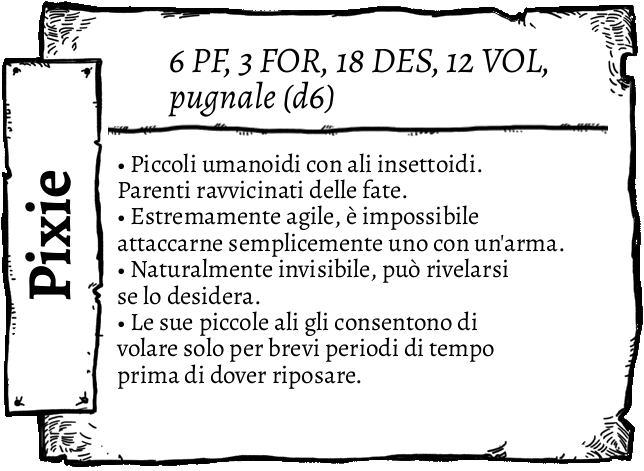 Pixie
6 PF, 3 FOR, 18 DES, 12 VOL,
pugnale (d6)
• Piccoli umanoidi con ali insettoidi.
Parenti ravvicinati delle fate.
• Estremamente agile, è impossibile
attaccarne semplicemente uno con un'arma.
• Naturalmente invisibile, può rivelarsi
se lo desidera.
• Le sue piccole ali gli consentono di
volare solo per brevi periodi di tempo
prima di dover riposare.